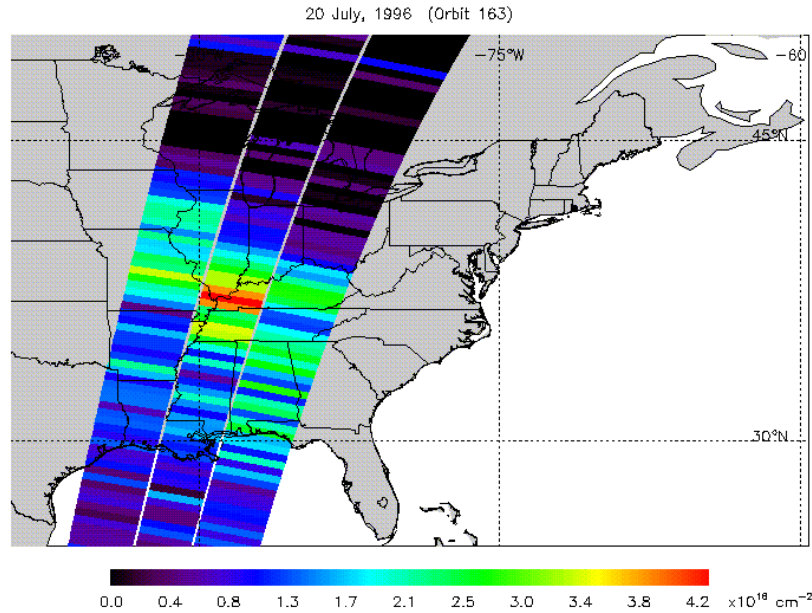 20 July, 1996 (Orbit 163)
-75°W
-60
45°N
30°N
0.0 0.4 0.8 1.3 1.7 2.1 2.5 3.0 3.4 3.8 4.2 x10¹⁶ cm⁻²